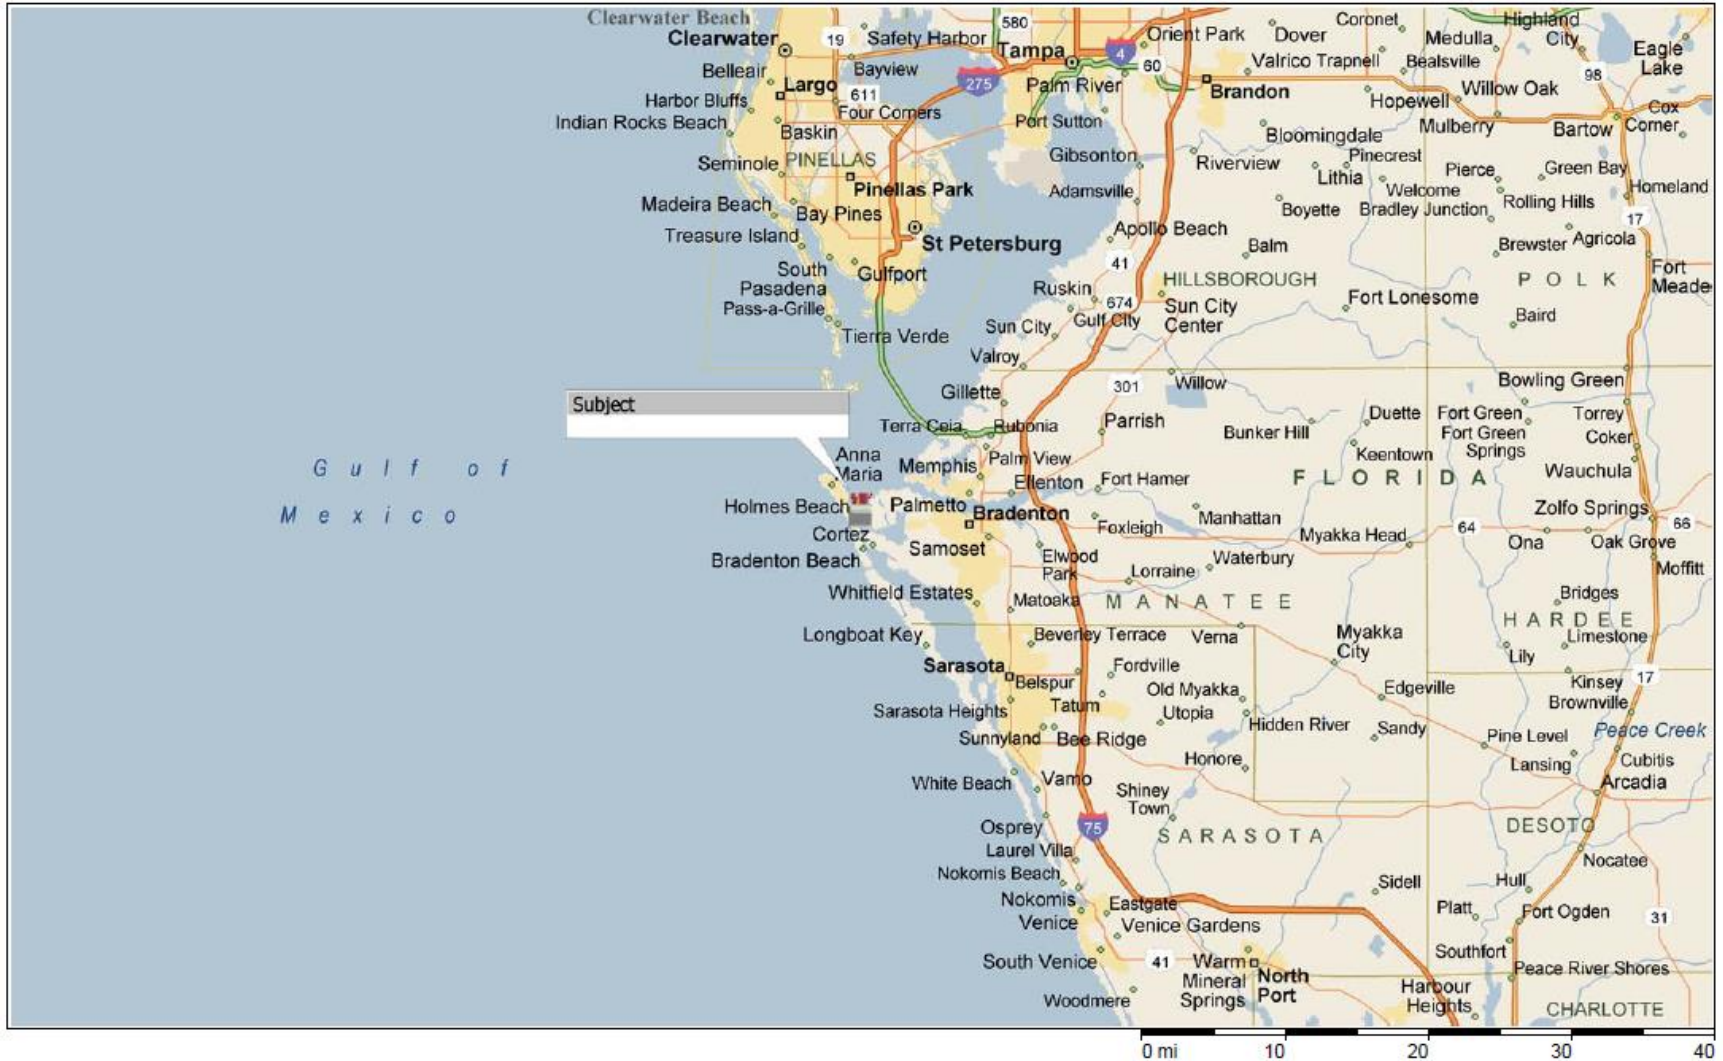 Clearwater Beach
Clearwater
19
Safety Harbor
580
Tampa
4
Orient Park
Dover
Coronet
Medulla
Highland
City
Eagle
Lake
Belleair
Largo
Bayview
275
Palm River
60
Valrico
Trapnell
Bealsville
98
Harbor Bluffs
611
Four Corners
Brandon
Hopewell
Willow Oak
Cox
Corner
Indian Rocks Beach
Baskin
Port Sutton
Bloomingdale
Mulberry
Bartow
Seminole
PINELLAS
Gibsonton
Riverview
Pinecrest
Lithia
Pierce
Green Bay
Pinellas Park
Adamsville
Welcome
Homeland
Madeira Beach
Bay Pines
Boyette
Bradley Junction
Rolling Hills
17
Treasure Island
St Petersburg
Apollo Beach
Balm
Brewster
Agricola
South
Pasadena
Gulfport
41
HILLSBOROUGH
POLK
Fort
Meade
Pass-a-Grille
Ruskin
674
Sun City
Center
Fort Lonesome
Tierra Verde
Sun City
Gulf City
Baird
Valroy
Gillette
301
Willow
Bowling Green
Subject
Terra Ceia
Rubonia
Parrish
Bunker Hill
Duette
Fort Green
Fort Green
Springs
Torrey
Coker
Gulf of
Mexico
Anna
Maria
Memphis
Palm View
Keentown
Wauchula
Ellenton
Fort Hamer
FLORIDA
Holmes Beach
Palmetto
Bradenton
Manhattan
Zolfo Springs
Cortez
Samoset
Foxleigh
Myakka Head
64
66
Ona
Oak Grove
Bradenton Beach
Elwood
Park
Waterbury
Lorraine
Moffitt
Whitfield Estates
Matoaka
MANATEE
Bridges
HARDEE
Longboat Key
Beverley Terrace
Verna
Myakka
City
Limestone
Lily
Sarasota
Fordville
Belspur
Old Myakka
Edgeville
Kinsey
17
Brownville
Sarasota Heights
Tatum
Utopia
Hidden River
Sandy
Peace Creek
Sunnyland
Bee Ridge
Pine Level
Honore
Lansing
Cubitis
White Beach
Vamo
Shiney
Town
Arcadia
Osprey
75
SARASOTA
DESOTO
Laurel Villa
Nocatee
Nokomis Beach
Sidell
Hull
Nokomis
Eastgate
Platt
Fort Ogden
31
Venice
Venice Gardens
Southfort
South Venice
41
Warm
Mineral
Springs
North
Port
Peace River Shores
Woodmere
Harbour
Heights
CHARLOTTE
0 mi
10
20
30
40